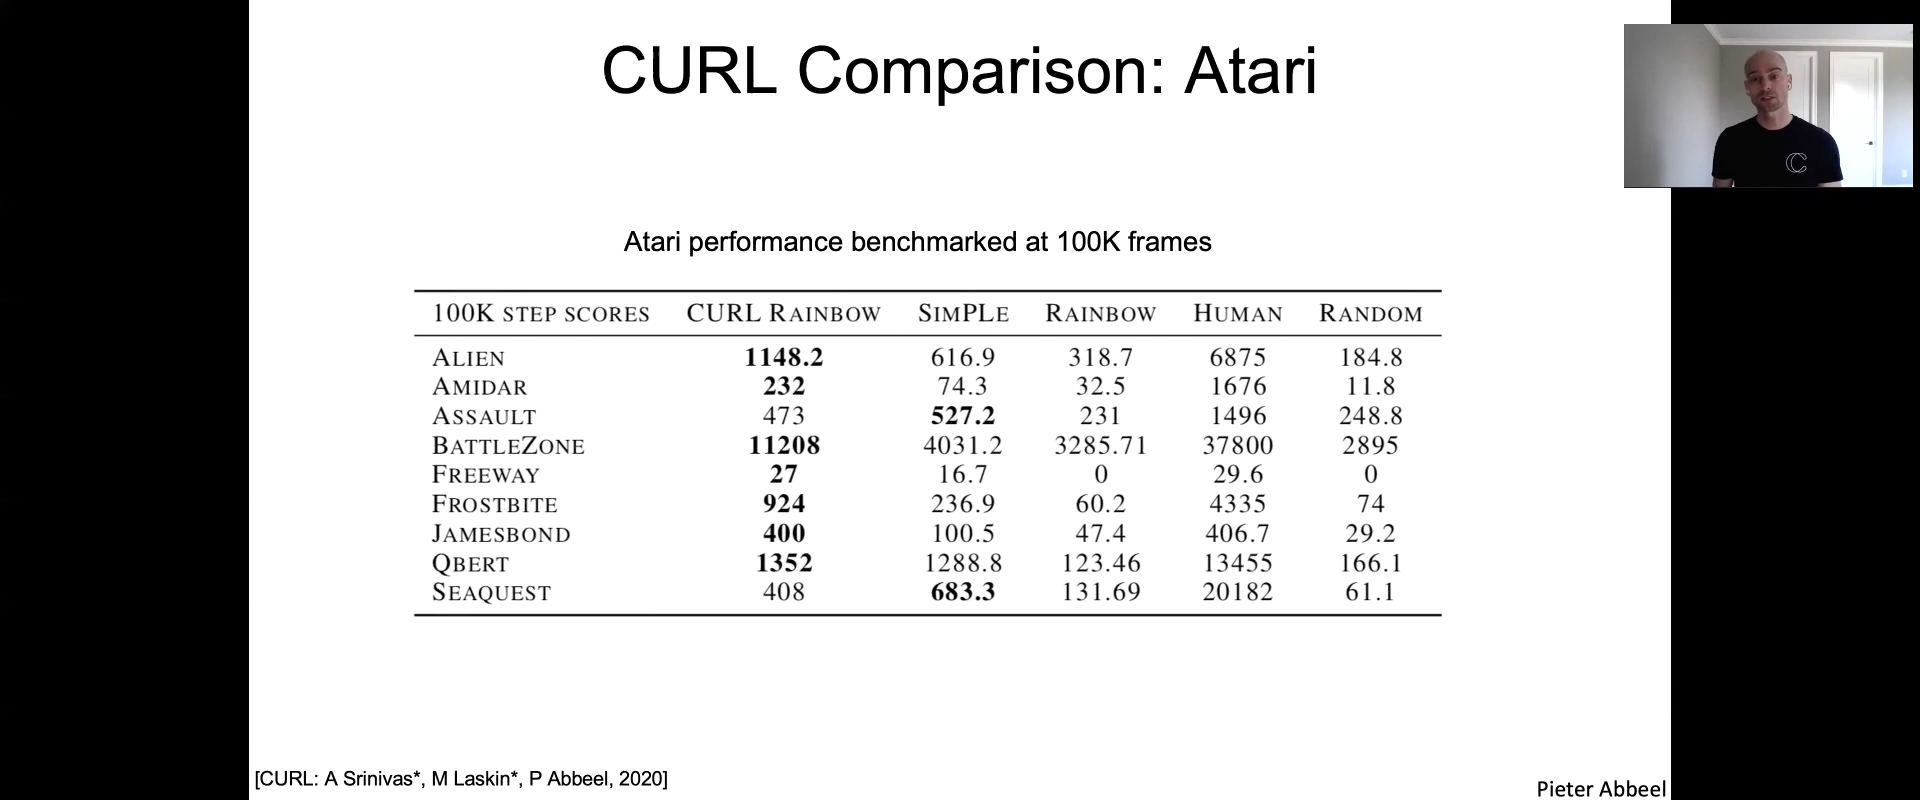 CURL Comparison: Atari
Atari performance benchmarked at 100K frames
100K STEP SCORES CURL RAINBOW SIMPLE RAINBOW HUMAN RANDOM
ALIEN 1148.2 616.9 318.7 6875 184.8
AMIDAR 232 74.3 32.5 1676 11.8
ASSAULT 473 527.2 231 1496 248.8
BATTLEZONE 11208 4031.2 3285.71 37800 2895
FREEWAY 27 16.7 0 29.6 0
FROSTBITE 924 236.9 60.2 4335 74
JAMESBOND 400 100.5 47.4 406.7 29.2
QBERT 1352 1288.8 123.46 13455 166.1
SEAQUEST 408 683.3 131.69 20182 61.1
[CURL: A Srinivas*, M Laskin*, P Abbeel, 2020]
Pieter Abbeel